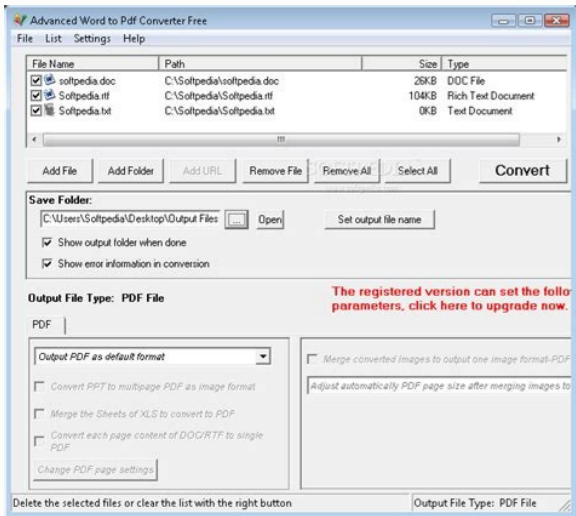 Advanced Word to Pdf Converter Free
File List Settings Help
File Name Path Size Type
softpedia.doc C:\Softpedia\softpedia.doc 26KB DOC File
Softpedia.rtf C:\Softpedia\Softpedia.rtf 104KB Rich Text Document
Softpedia.txt C:\Softpedia\Softpedia.txt 0KB Text Document
Add File Add Folder Add URL Remove File Remove All Select All Convert
Save Folder:
C:\Users\Softpedia\Desktop\Output Files ... Open Set output file name
Show output folder when done
Show error information in conversion
Output File Type: PDF File
The registered version can set the follo
parameters, click here to upgrade now.
PDF
Output PDF as default format
Convert PPT to multipage PDF as image format
Merge the Sheets of XLS to convert to PDF
Convert each page content of DOC/RTF to single
PDF
Change PDF page settings
Merge converted images to output one image format-PDF
Adjust automatically PDF page size after merging images to
Delete the selected files or clear the list with the right button Output File Type: PDF File